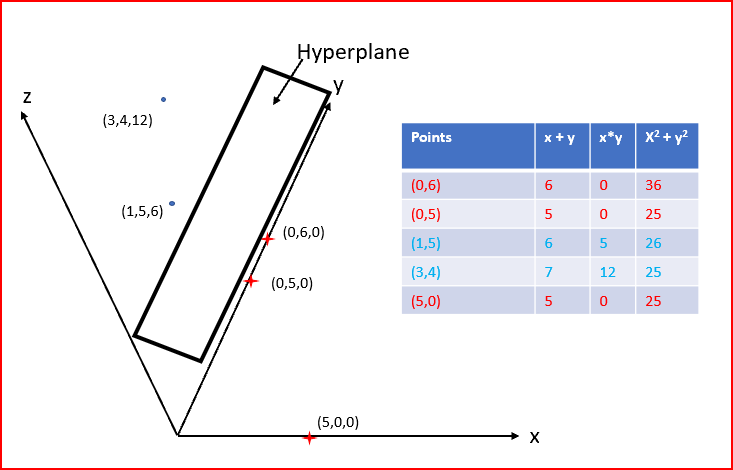 Hyperplane
y
z
(3,4,12)
(1,5,6)
(0,6,0)
(0,5,0)
(5,0,0)
x
Points x + y x*y X² + y²
(0,6) 6 0 36
(0,5) 5 0 25
(1,5) 6 5 26
(3,4) 7 12 25
(5,0) 5 0 25